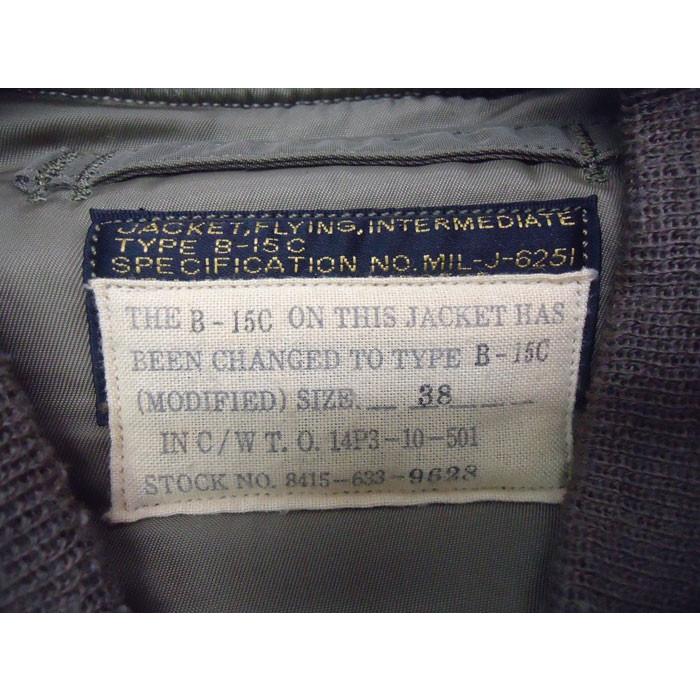 JACKET, FLYING, INTERMEDIATE
TYPE B-15C
SPECIFICATION NO. MIL-J-6251
THE B-15C ON THIS JACKET HAS
BEEN CHANGED TO TYPE B-15C
(MODIFIED) SIZE. 38
IN C/W T. O. 14P3-10-501
STOCK NO. 8415-633-9628